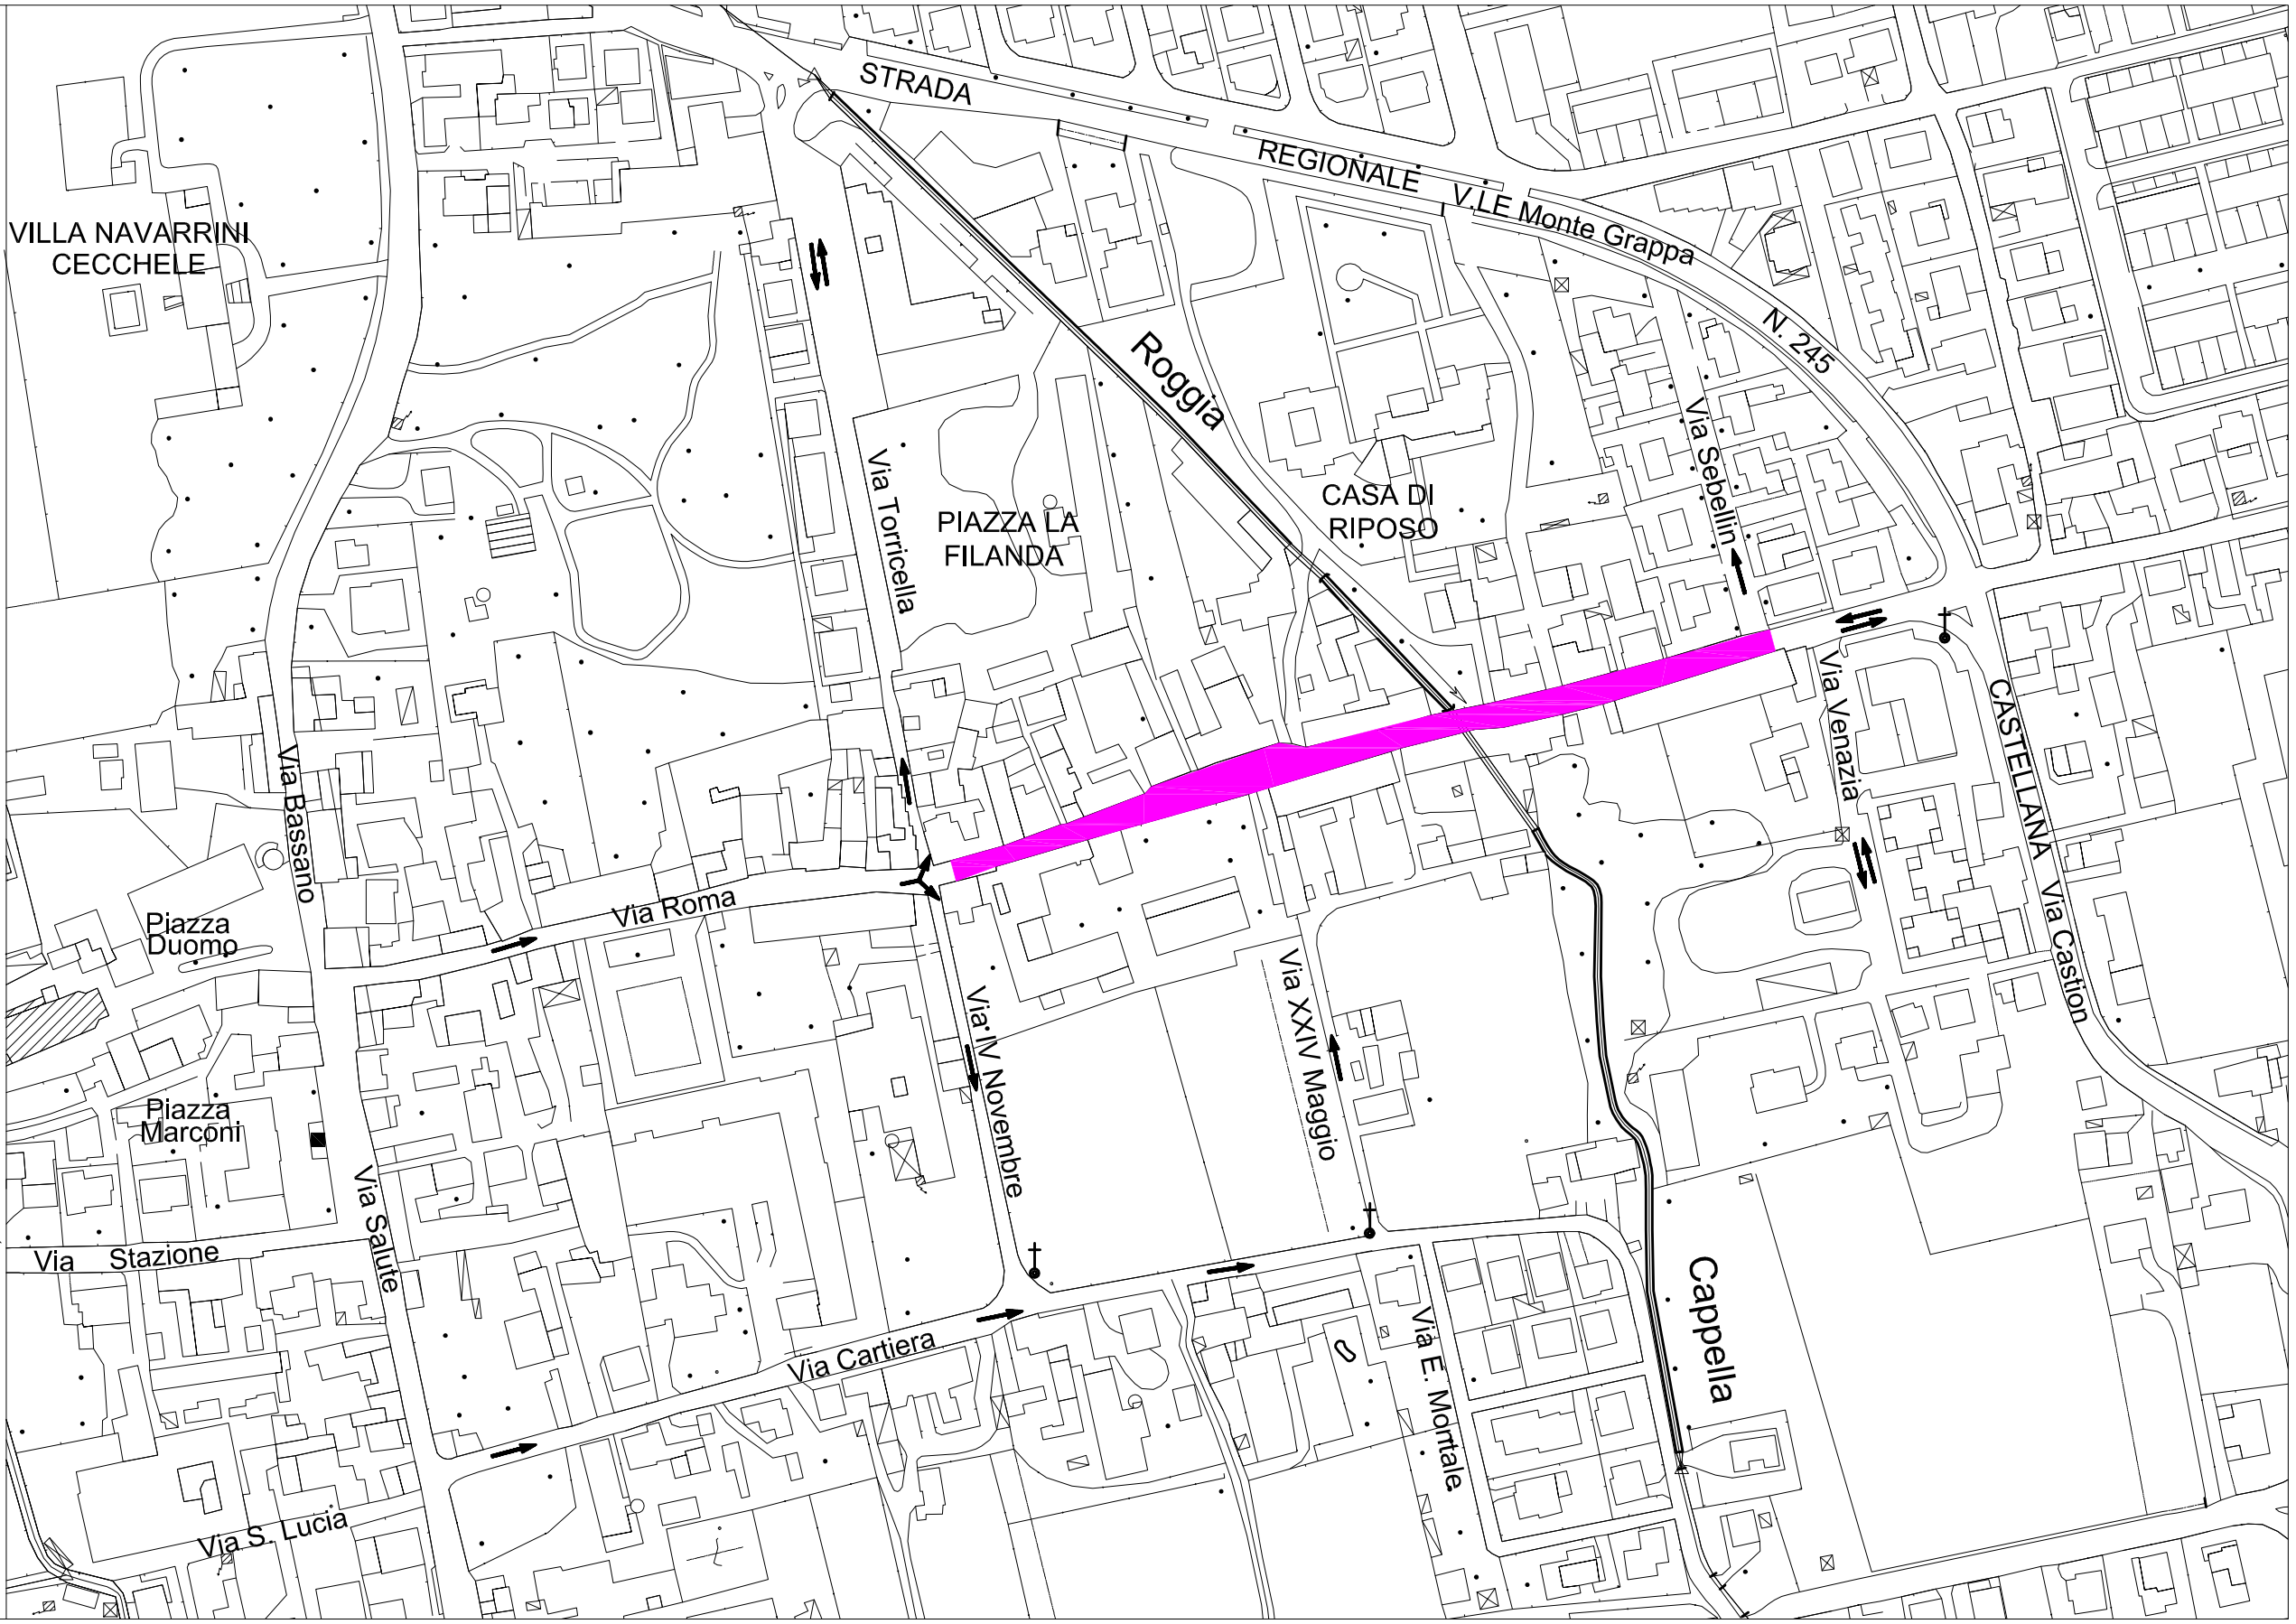 STRADA
REGIONALE
V.LE Monte Grappa
N. 245
VILLA NAVARRINI
CECCHELE
Roggia
Via Sebellin
Via Torricella
PIAZZA LA
FILANDA
CASA DI
RIPOSO
Via Venazia
CASTELLANA
Via Castion
Via Bassano
Via Roma
Piazza
Duomo
Via IV Novembre
Via XXIV Maggio
Piazza
Marconi
Via Salute
Via Stazione
Cappella
Via Cartiera
Via E. Montale
Via S. Lucia